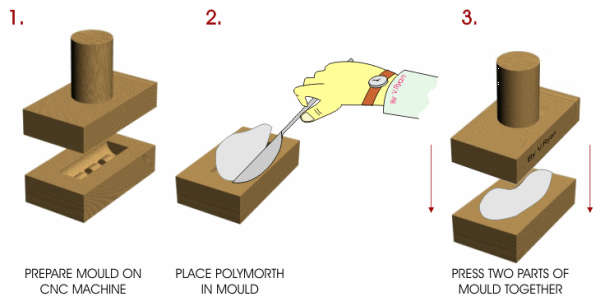 1.
2.
3.
By V.Ryan
By V.Ryan
PREPARE MOULD ON
CNC MACHINE
PLACE POLYMORTH
IN MOULD
PRESS TWO PARTS OF
MOULD TOGETHER